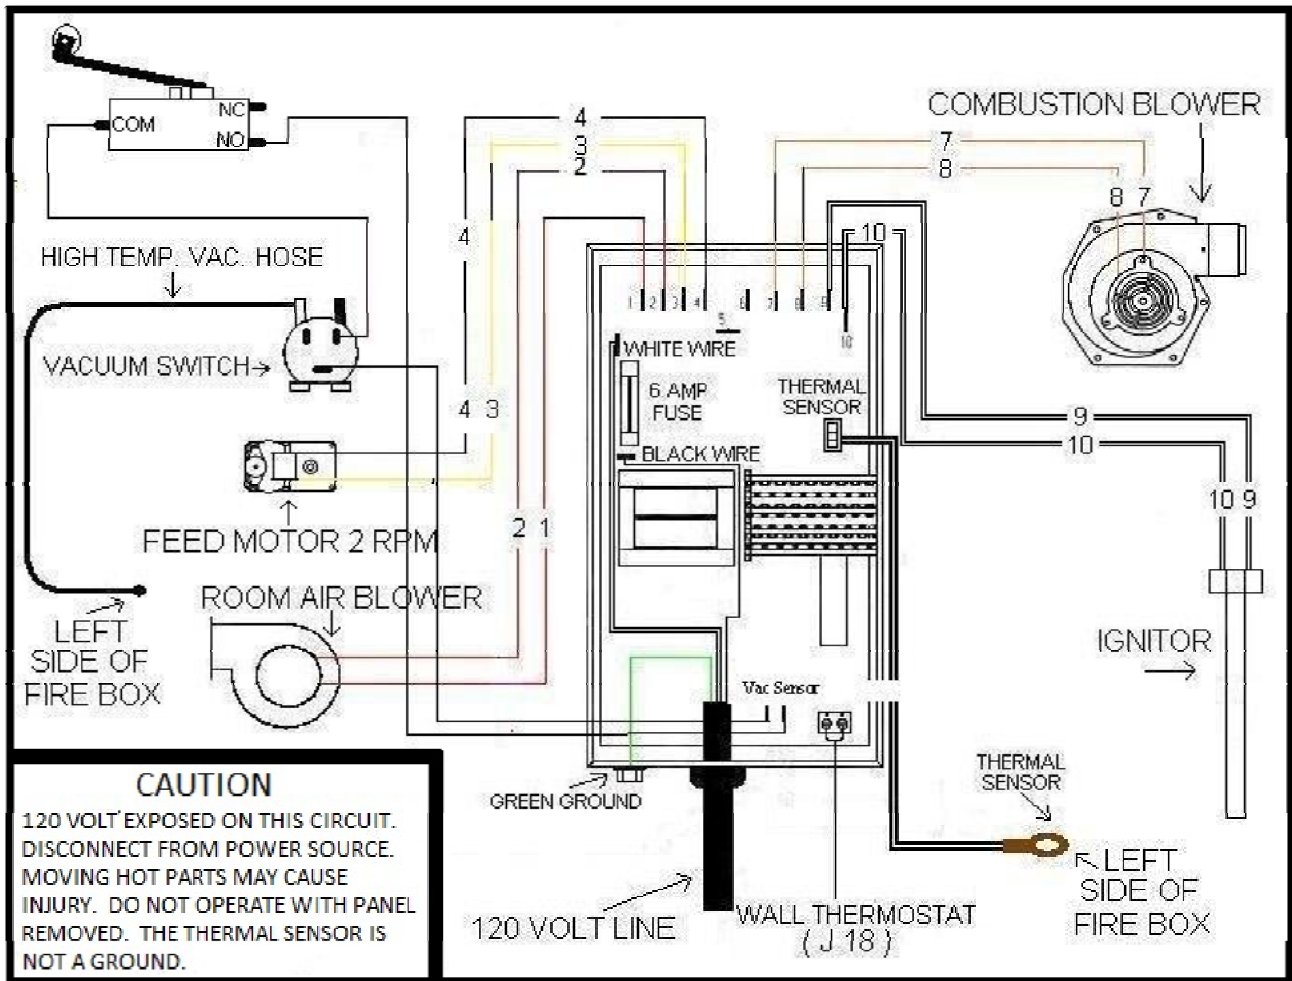 NC
COM
NO
4
3
2
7
8
COMBUSTION BLOWER
8 7
4
10
HIGH TEMP. VAC. HOSE
1 2 3 4 6 7 8 9
5
10
WHITE WIRE
VACUUM SWITCH
6 AMP
FUSE
THERMAL
SENSOR
4 3
9
10
BLACK WIRE
10 9
FEED MOTOR 2 RPM
2 1
ROOM AIR BLOWER
LEFT
SIDE OF
FIRE BOX
IGNITOR
Vac Sensor
GREEN GROUND
THERMAL
SENSOR
CAUTION
120 VOLT EXPOSED ON THIS CIRCUIT.
DISCONNECT FROM POWER SOURCE.
MOVING HOT PARTS MAY CAUSE
INJURY. DO NOT OPERATE WITH PANEL
REMOVED. THE THERMAL SENSOR IS
NOT A GROUND.
120 VOLT LINE
WALL THERMOSTAT
( J 18 )
LEFT
SIDE OF
FIRE BOX